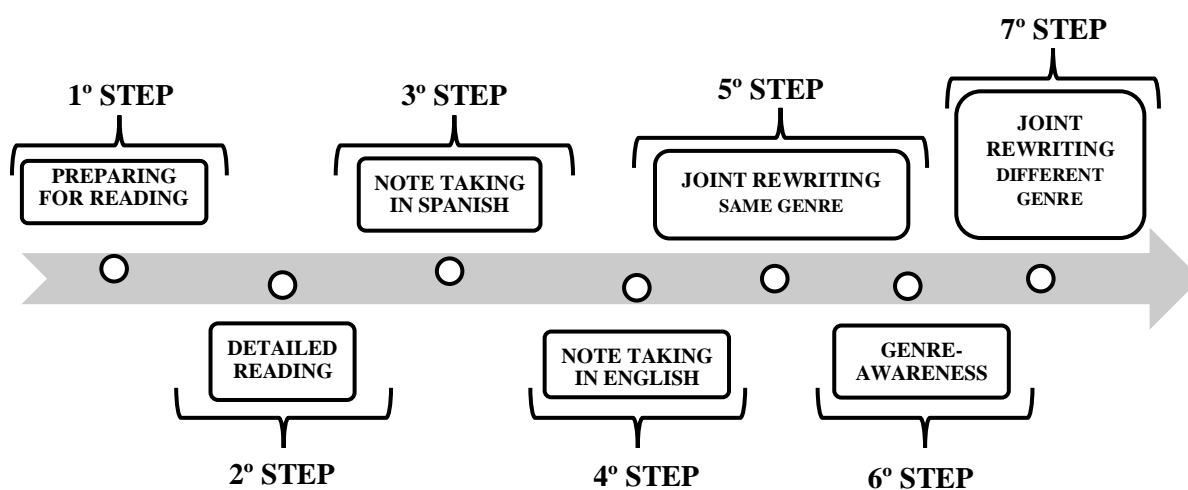 1º STEP
PREPARING
FOR READING
2º STEP
DETAILED
READING
3º STEP
NOTE TAKING
IN SPANISH
4º STEP
NOTE TAKING
IN ENGLISH
5º STEP
JOINT REWRITING
SAME GENRE
6º STEP
GENRE-
AWARENESS
7º STEP
JOINT
REWRITING
DIFFERENT
GENRE